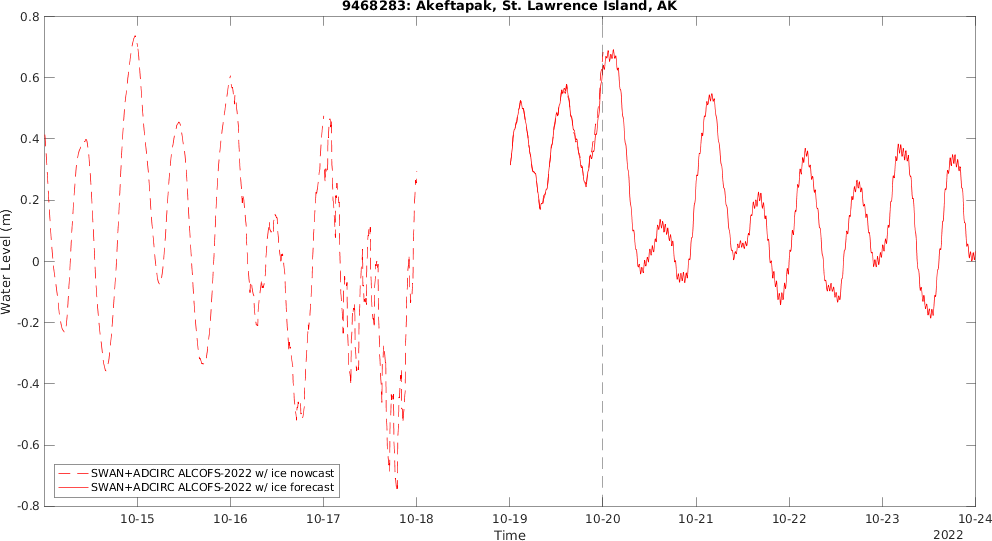 9468283: Akeftapak, St. Lawrence Island, AK
Water Level (m)
0.8
0.6
0.4
0.2
0
-0.2
-0.4
-0.6
-0.8
SWAN+ADCIRC ALCOFS-2022 w/ ice nowcast
SWAN+ADCIRC ALCOFS-2022 w/ ice forecast
10-15 10-16 10-17 10-18 10-19 10-20 10-21 10-22 10-23 10-24
Time
2022